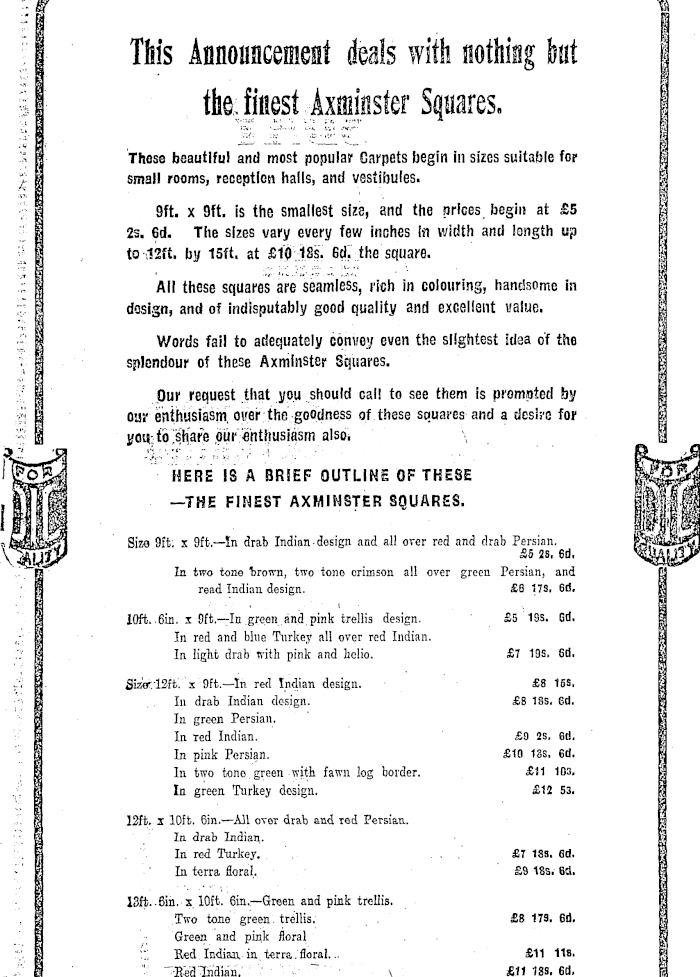 This Announcement deals with nothing but
the finest Axminster Squares.
These beautiful and most popular Carpets begin in sizes suitable for
small rooms, reception halls, and vestibules.
9ft. x 9ft. is the smallest size, and the prices begin at £5
2s. 6d. The sizes vary every few inches in width and length up
to 12ft. by 15ft. at £10 18s. 6d. the square.
All these squares are seamless, rich in colouring, handsome in
design, and of indisputably good quality and excellent value.
Words fail to adequately convey even the slightest idea of the
splendour of these Axminster Squares.
Our request that you should call to see them is prompted by
our enthusiasm over the goodness of these squares and a desire for
you to share our enthusiasm also.
FOR
DIC
QUALITY
FOR
DIC
QUALITY
HERE IS A BRIEF OUTLINE OF THESE
—THE FINEST AXMINSTER SQUARES.
Size 9ft. x 9ft.—In drab Indian design and all over red and drab Persian.
£5 2s. 6d.
In two tone brown, two tone crimson all over green Persian, and
read Indian design. £6 17s. 6d.
10ft. 6in. x 9ft.—In green and pink trellis design. £5 19s. 6d.
In red and blue Turkey all over red Indian.
In light drab with pink and helio. £7 19s. 6d.
Size 12ft. x 9ft.—In red Indian design. £8 15s.
In drab Indian design. £8 18s. 6d.
In green Persian.
In red Indian. £9 2s. 6d.
In pink Persian. £10 13s. 6d.
In two tone green with fawn log border. £11 10s.
In green Turkey design. £12 5s.
12ft. x 10ft. 6in.—All over drab and red Persian.
In drab Indian.
In red Turkey. £7 18s. 6d.
In terra floral. £9 18s. 6d.
13ft. 6in. x 10ft. 6in.—Green and pink trellis.
Two tone green trellis. £8 17s. 6d.
Green and pink floral
Red Indian in terra floral. £11 11s.
Red Indian. £11 18s. 6d.